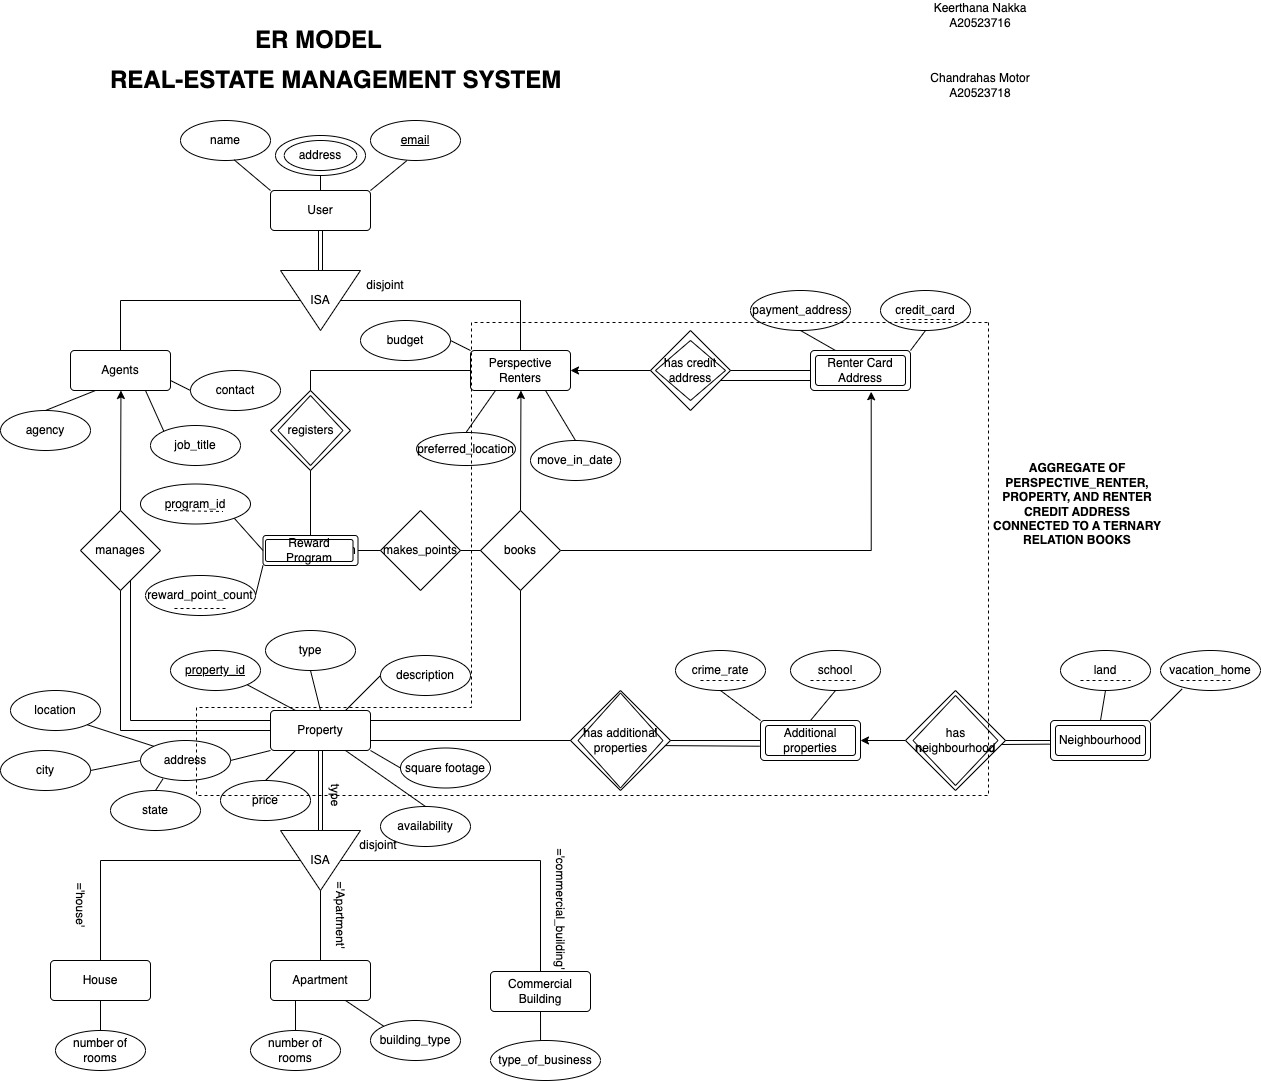 Keerthana Nakka
A20523716
ER MODEL
REAL-ESTATE MANAGEMENT SYSTEM
Chandrahas Motor
A20523718
name
address
email
User
ISA
disjoint
payment_address
credit_card
budget
Agents
Perspective
Renters
has credit
address
Renter Card
Address
contact
agency
job_title
registers
preferred_location
move_in_date
AGGREGATE OF
PERSPECTIVE_RENTER,
PROPERTY, AND RENTER
CREDIT ADDRESS
CONNECTED TO A TERNARY
RELATION BOOKS
program_id
manages
Reward
Program
makes_points
books
reward_point_count
type
property_id
description
crime_rate
school
land
vacation_home
location
Property
has additional
properties
Additional
properties
has
neighbourhood
Neighbourhood
address
city
square footage
price
type
state
availability
ISA
disjoint
='house'
='Apartment'
='commercial_building'
House
Apartment
Commercial
Building
number of
rooms
number of
rooms
building_type
type_of_business